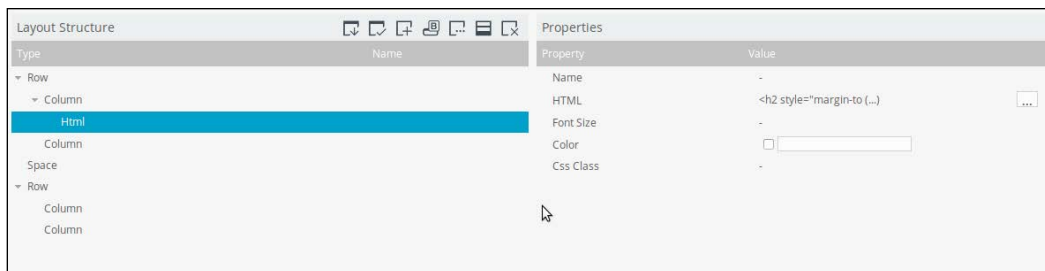 Layout Structure
Type Name
Row
Column
Html
Column
Space
Row
Column
Column
Properties
Property Value
Name -
HTML <h2 style="margin-to (...) ...
Font Size -
Color
Css Class -